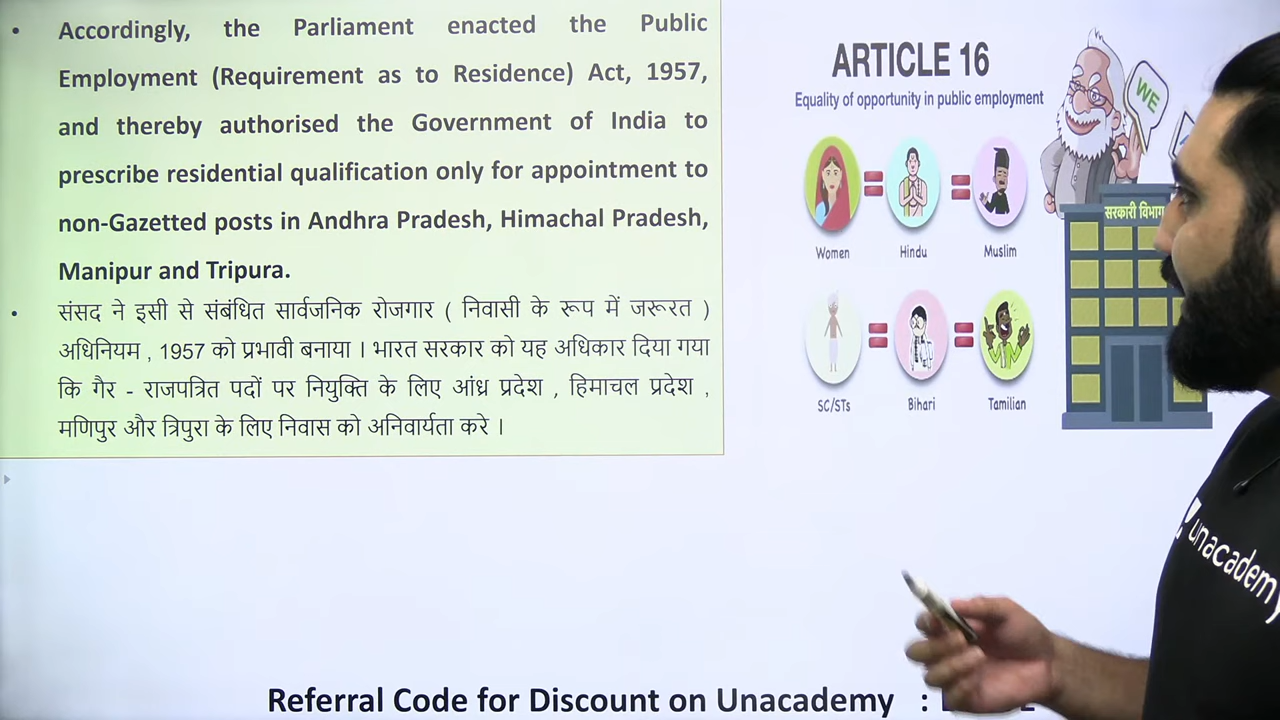 • Accordingly, the Parliament enacted the Public
Employment (Requirement as to Residence) Act, 1957,
and thereby authorised the Government of India to
prescribe residential qualification only for appointment to
non-Gazetted posts in Andhra Pradesh, Himachal Pradesh,
Manipur and Tripura.
• संसद ने इसी से संबंधित सार्वजनिक रोजगार ( निवासी के रूप में जरूरत )
अधिनियम , 1957 को प्रभावी बनाया । भारत सरकार को यह अधिकार दिया गया
कि गैर - राजपत्रित पदों पर नियुक्ति के लिए आंध्र प्रदेश , हिमाचल प्रदेश ,
मणिपुर और त्रिपुरा के लिए निवास को अनिवार्यता करे ।
ARTICLE 16
Equality of opportunity in public employment
WE
Women Hindu Muslim
सरकारी विभाग
SC/STs Bihari Tamilian
unacademy
Referral Code for Discount on Unacademy :